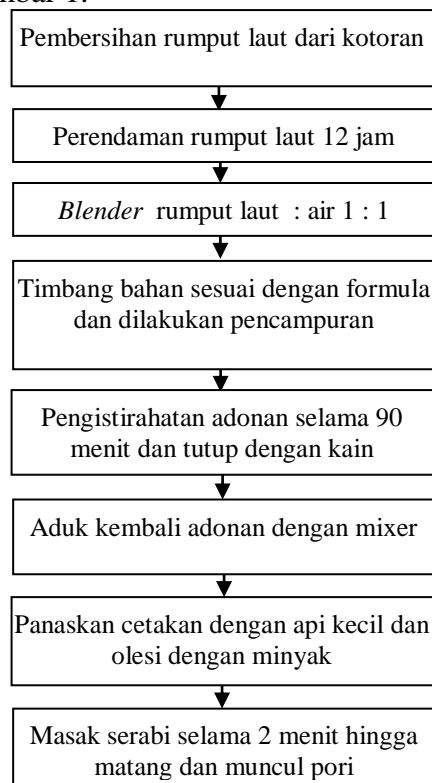 Pembersihan rumput laut dari kotoran
Perendaman rumput laut 12 jam
Blender rumput laut : air 1 : 1
Timbang bahan sesuai dengan formula
dan dilakukan pencampuran
Pengistirahatan adonan selama 90
menit dan tutup dengan kain
Aduk kembali adonan dengan mixer
Panaskan cetakan dengan api kecil dan
olesi dengan minyak
Masak serabi selama 2 menit hingga
matang dan muncul pori